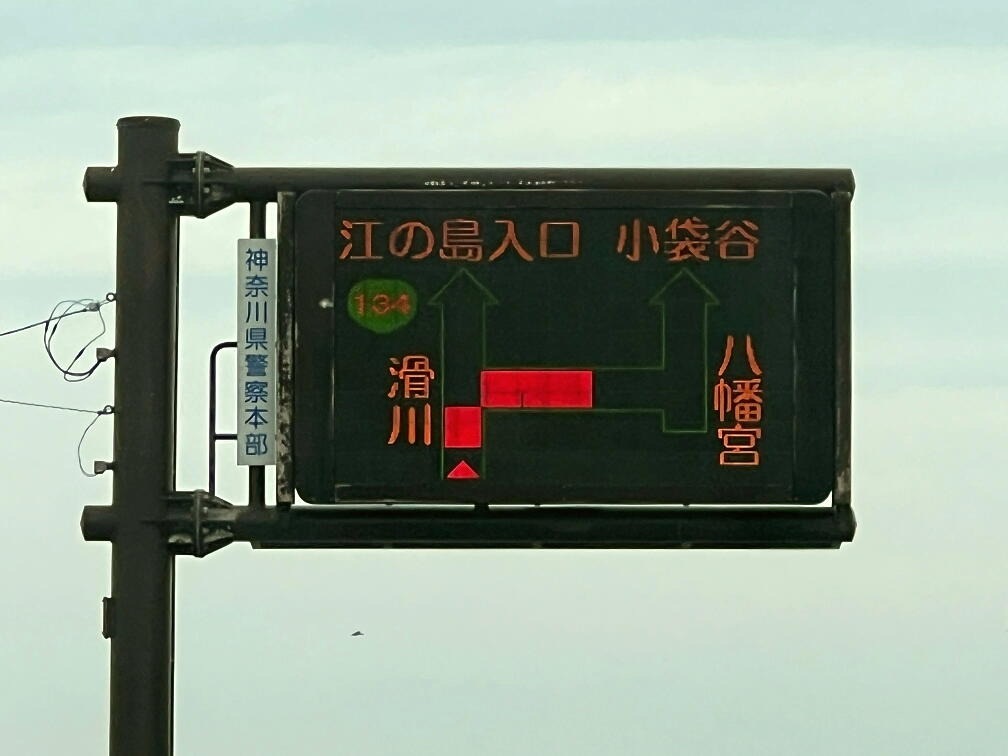 江の島入口 小袋谷
134
滑川
八幡宮
神奈川県警察本部